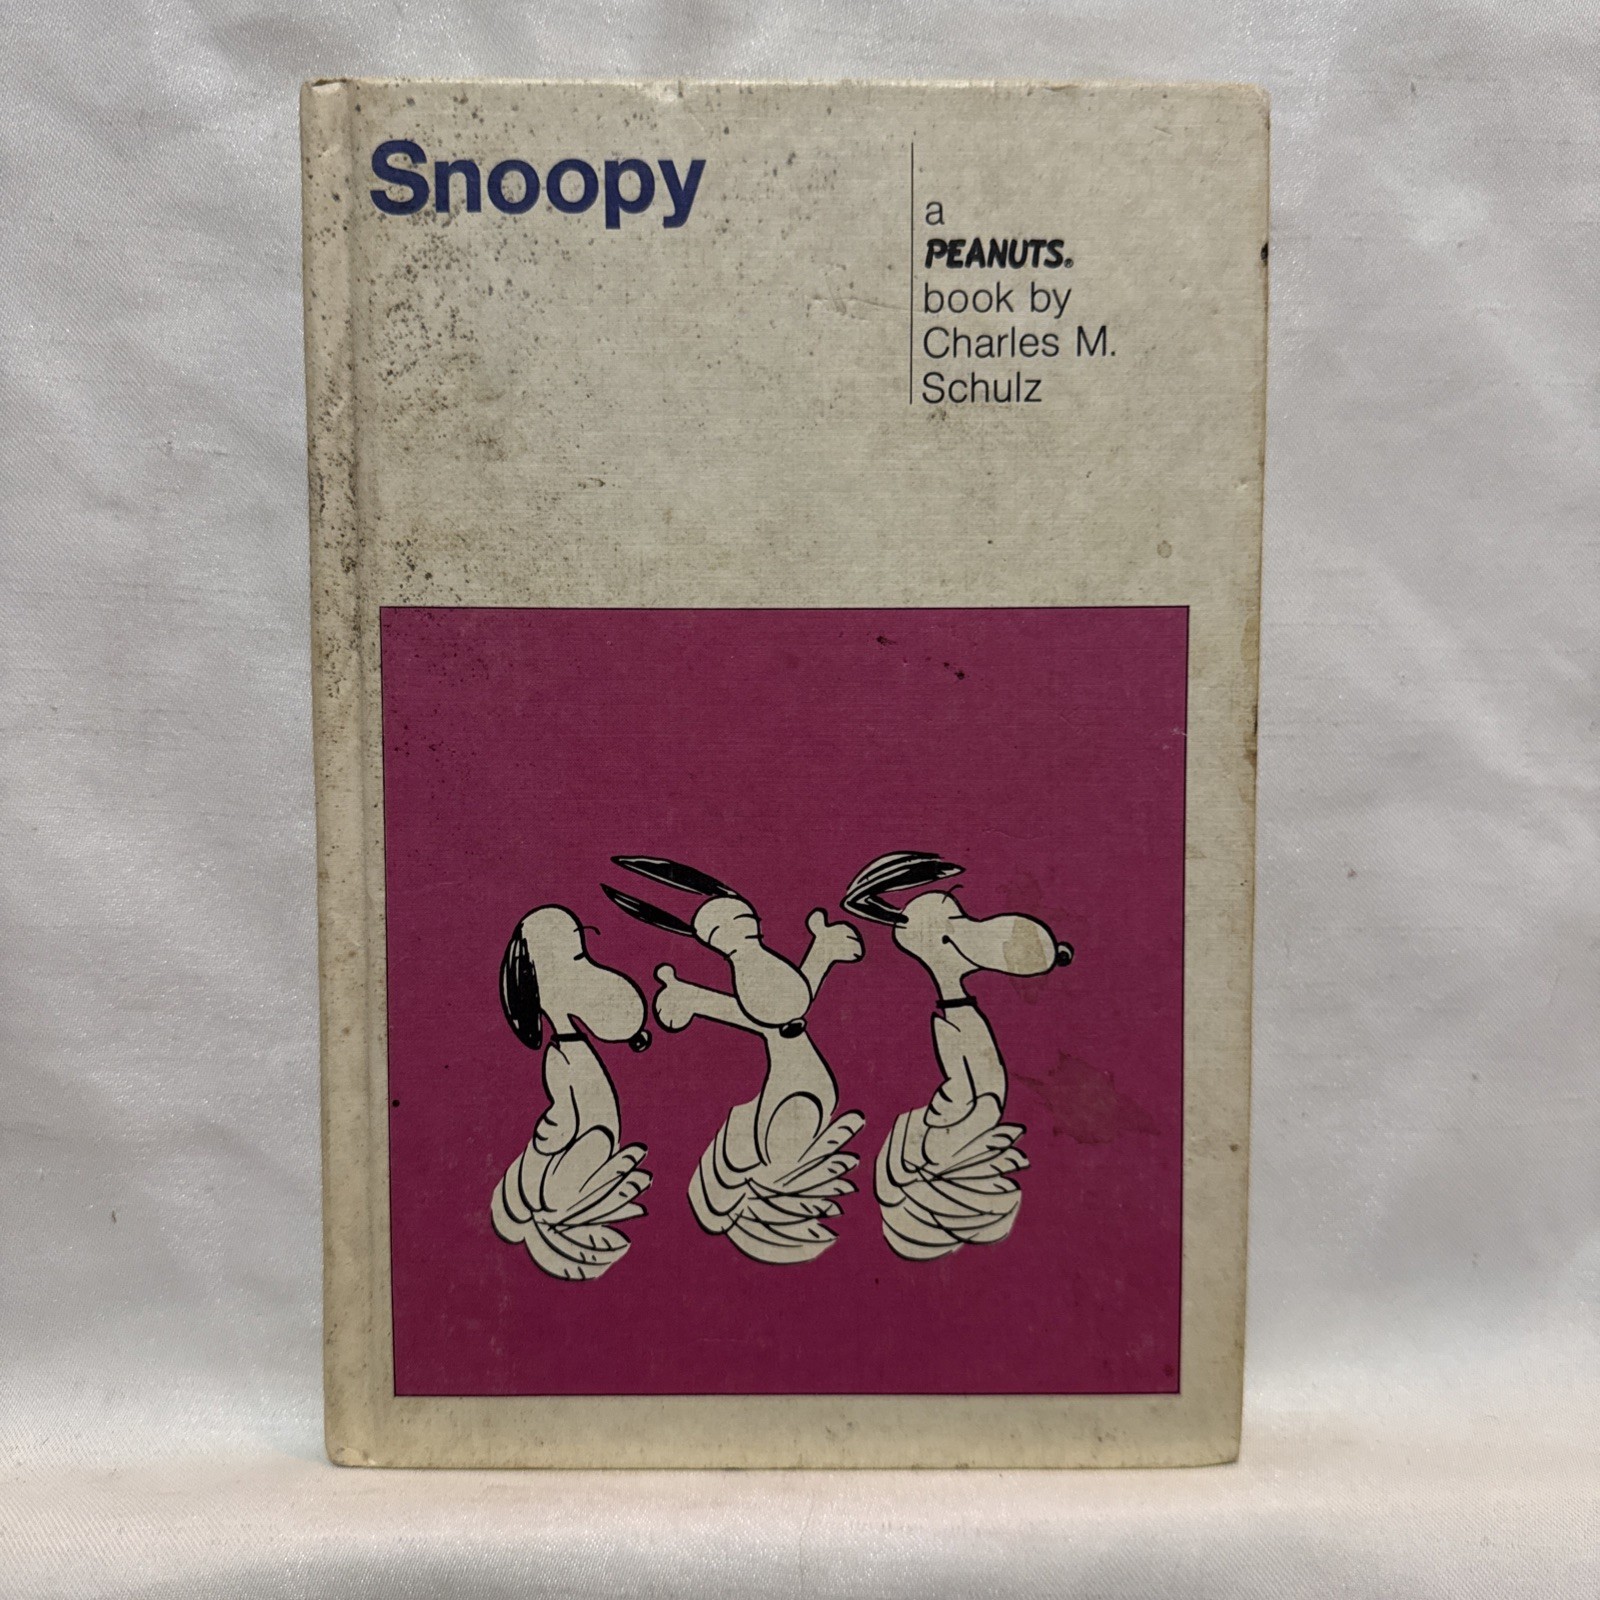 Snoopy
a
PEANUTS®
book by
Charles M.
Schulz